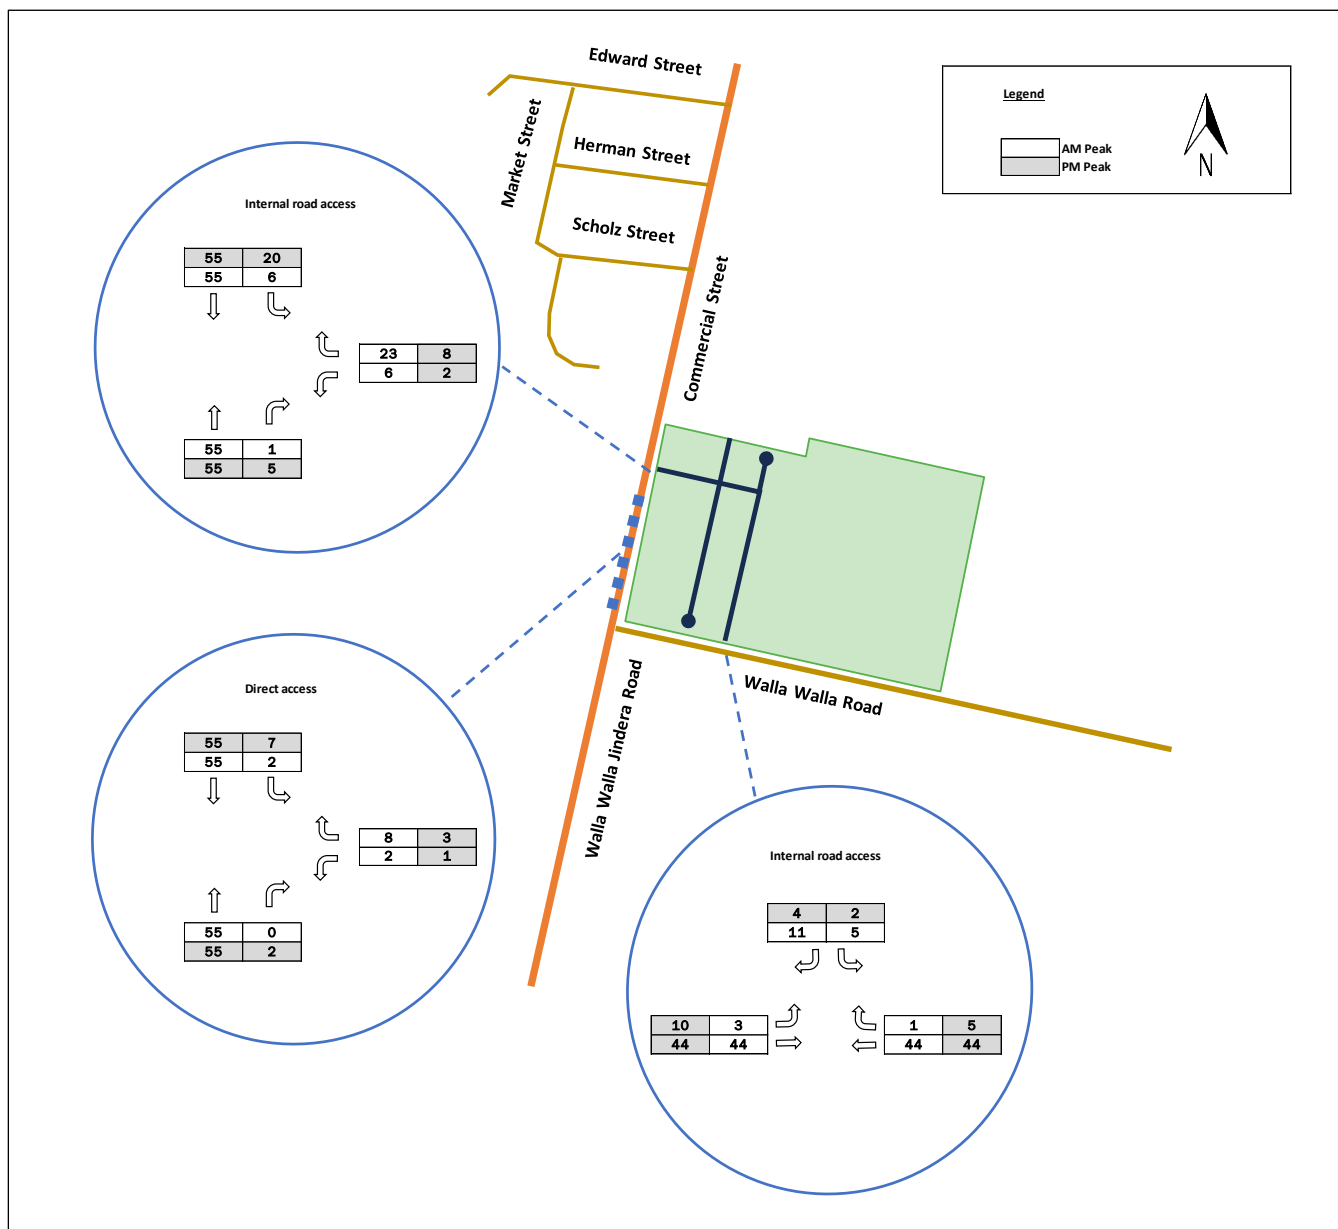 Edward Street
Market Street
Herman Street
Scholz Street
Commercial Street
Legend
AM Peak
PM Peak
N
Internal road access
55 20
55 6
23 8
6 2
55 1
55 5
Direct access
55 7
55 2
8 3
2 1
55 0
55 2
Walla Walla Jindera Road
Walla Walla Road
Internal road access
4 2
11 5
10 3
44 44
1 5
44 44